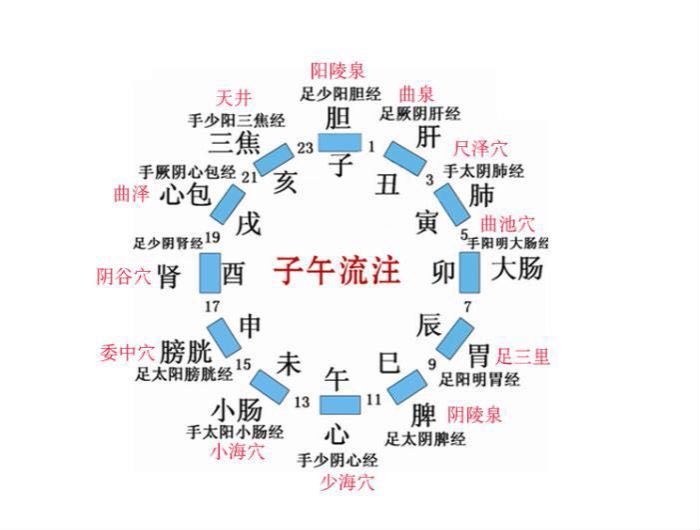 阳陵泉
足少阳胆经
胆
子
23
1
曲泉
足厥阴肝经
肝
丑
3
尺泽穴
手太阴肺经
肺
寅
5
曲池穴
手阳明大肠经
大肠
卯
7
辰
胃
足三里
足阳明胃经
9
巳
脾
阴陵泉
足太阴脾经
11
午
心
手少阴心经
少海穴
13
未
小肠
手太阳小肠经
小海穴
15
申
膀胱
委中穴
足太阳膀胱经
17
酉
肾
阴谷穴
足少阴肾经
19
戌
心包
曲泽
手厥阴心包经
21
亥
三焦
手少阳三焦经
天井
子午流注